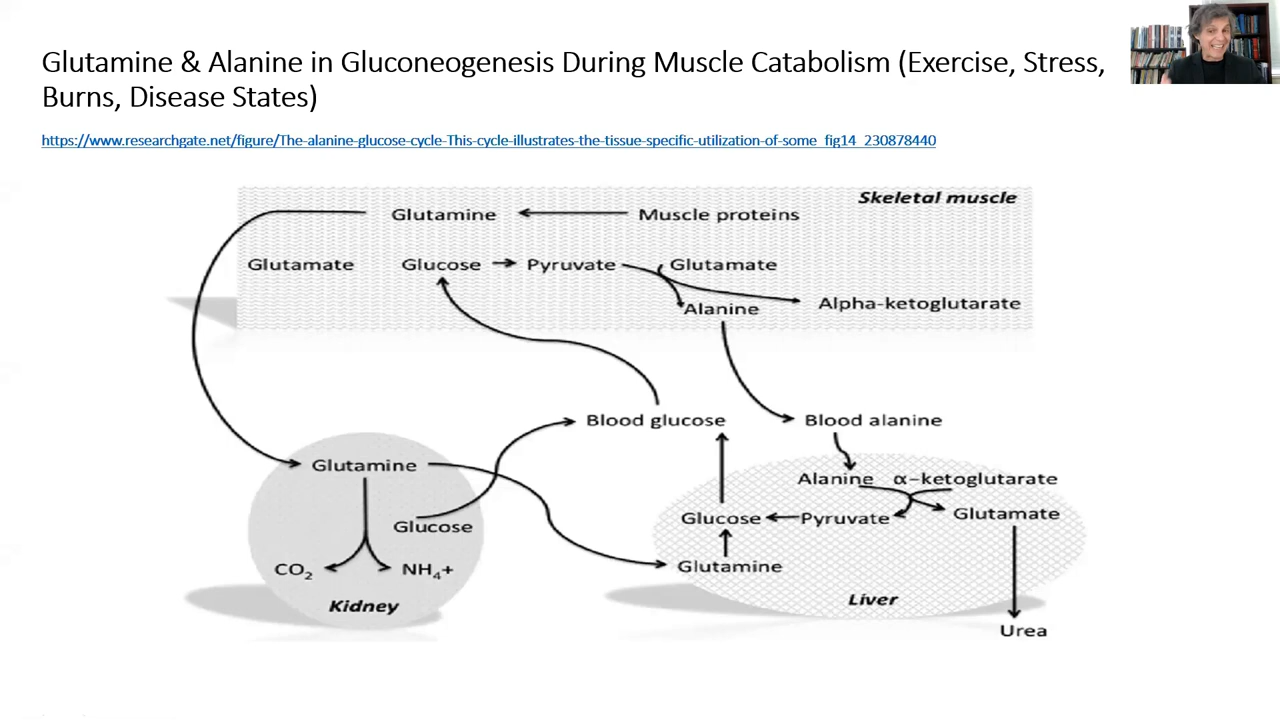 Glutamine & Alanine in Gluconeogenesis During Muscle Catabolism (Exercise, Stress,
Burns, Disease States)
https://www.researchgate.net/figure/The-alanine-glucose-cycle-This-cycle-illustrates-the-tissue-specific-utilization-of-some_fig14_230878440
Skeletal muscle
Glutamine
Muscle proteins
Glutamate
Glucose
Pyruvate
Glutamate
Alanine
Alpha-ketoglutarate
Blood glucose
Blood alanine
Glutamine
Glucose
CO₂
NH₄+
Kidney
Alanine
α-ketoglutarate
Glucose
Pyruvate
Glutamate
Glutamine
Liver
Urea